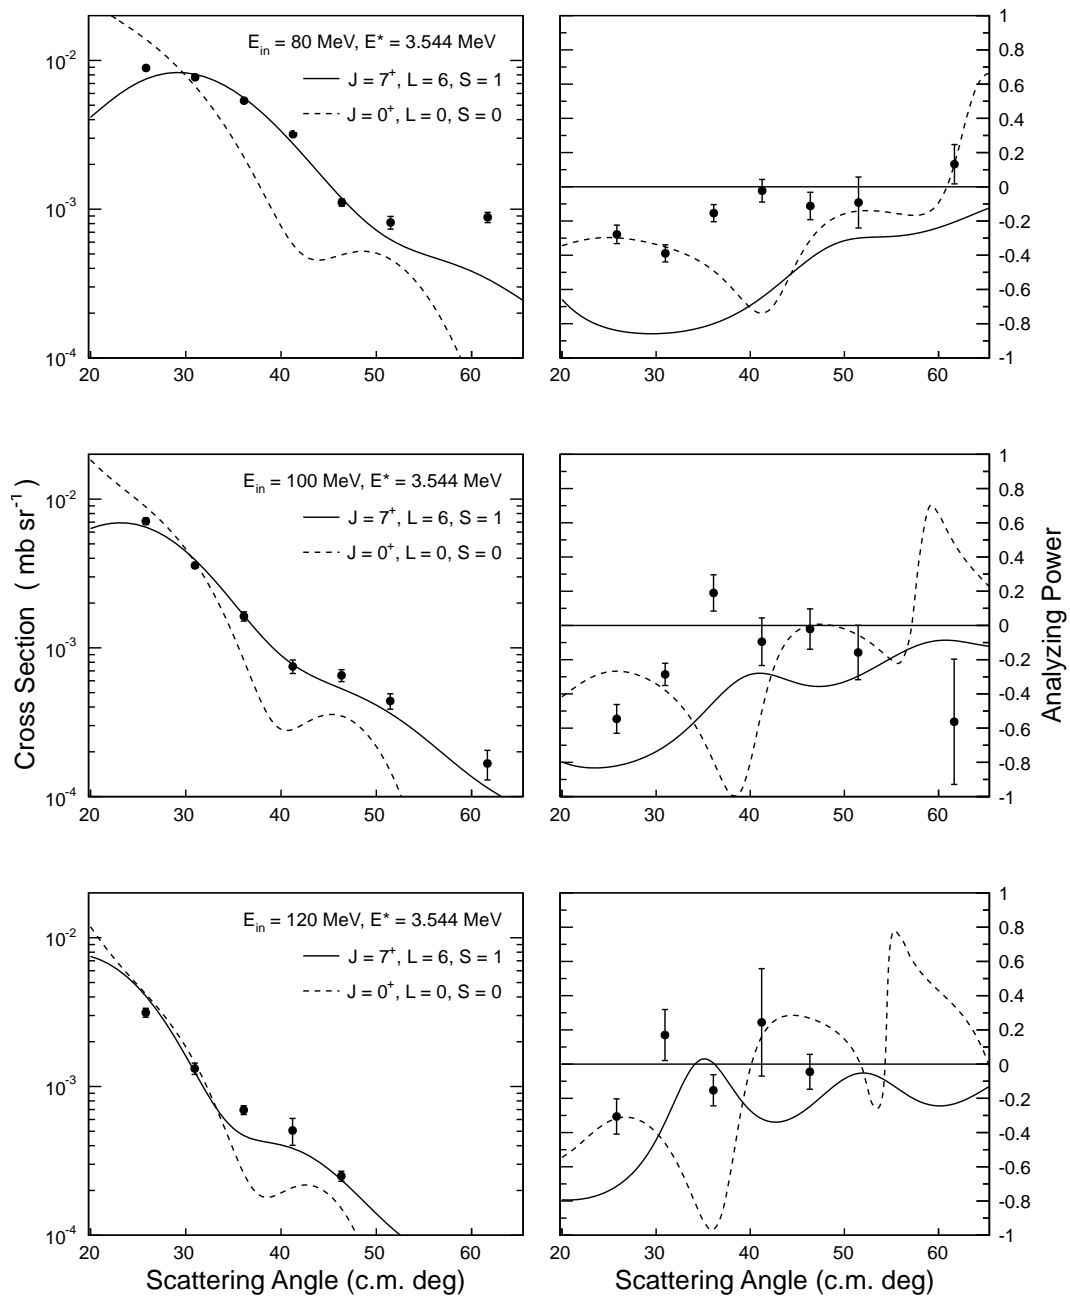 E_in = 80 MeV, E* = 3.544 MeV
J = 7⁺, L = 6, S = 1
J = 0⁺, L = 0, S = 0
10⁻²
10⁻³
10⁻⁴
20 30 40 50 60
1
0.8
0.6
0.4
0.2
0
-0.2
-0.4
-0.6
-0.8
-1
20 30 40 50 60
E_in = 100 MeV, E* = 3.544 MeV
J = 7⁺, L = 6, S = 1
J = 0⁺, L = 0, S = 0
10⁻²
10⁻³
10⁻⁴
20 30 40 50 60
Cross Section ( mb sr⁻¹ )
1
0.8
0.6
0.4
0.2
0
-0.2
-0.4
-0.6
-0.8
-1
20 30 40 50 60
Analyzing Power
E_in = 120 MeV, E* = 3.544 MeV
J = 7⁺, L = 6, S = 1
J = 0⁺, L = 0, S = 0
10⁻²
10⁻³
10⁻⁴
20 30 40 50 60
Scattering Angle (c.m. deg)
1
0.8
0.6
0.4
0.2
0
-0.2
-0.4
-0.6
-0.8
-1
20 30 40 50 60
Scattering Angle (c.m. deg)